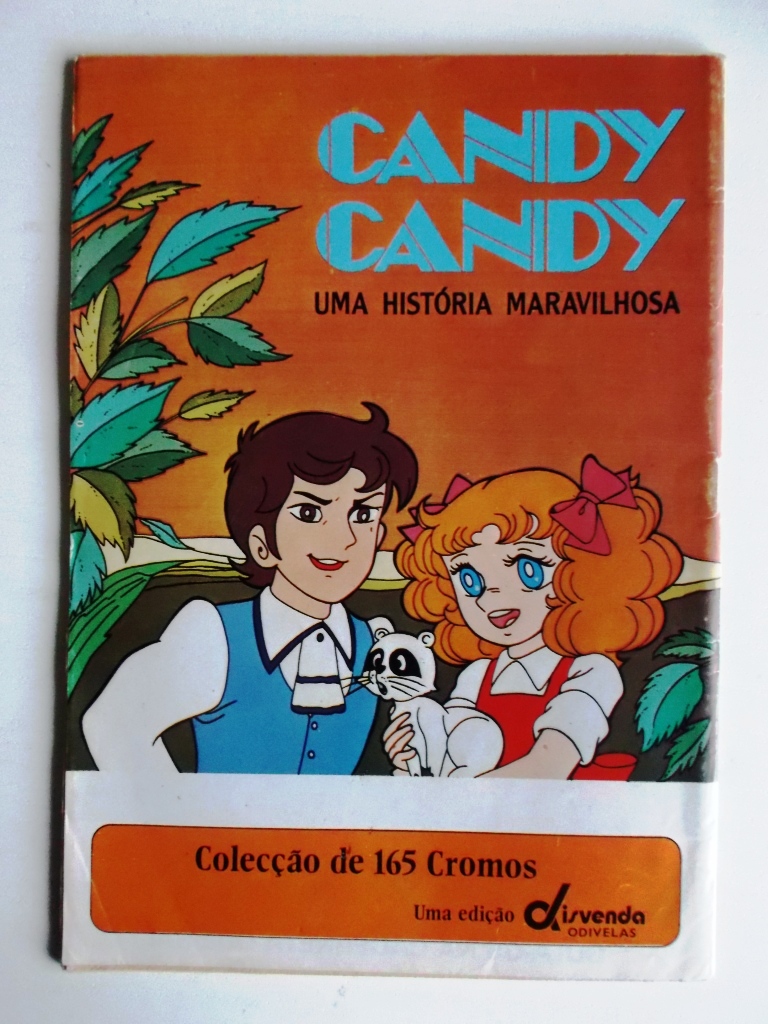 CANDY
CANDY
UMA HISTÓRIA MARAVILHOSA
Colecção de 165 Cromos
Uma edição disvenda
ODIVELAS